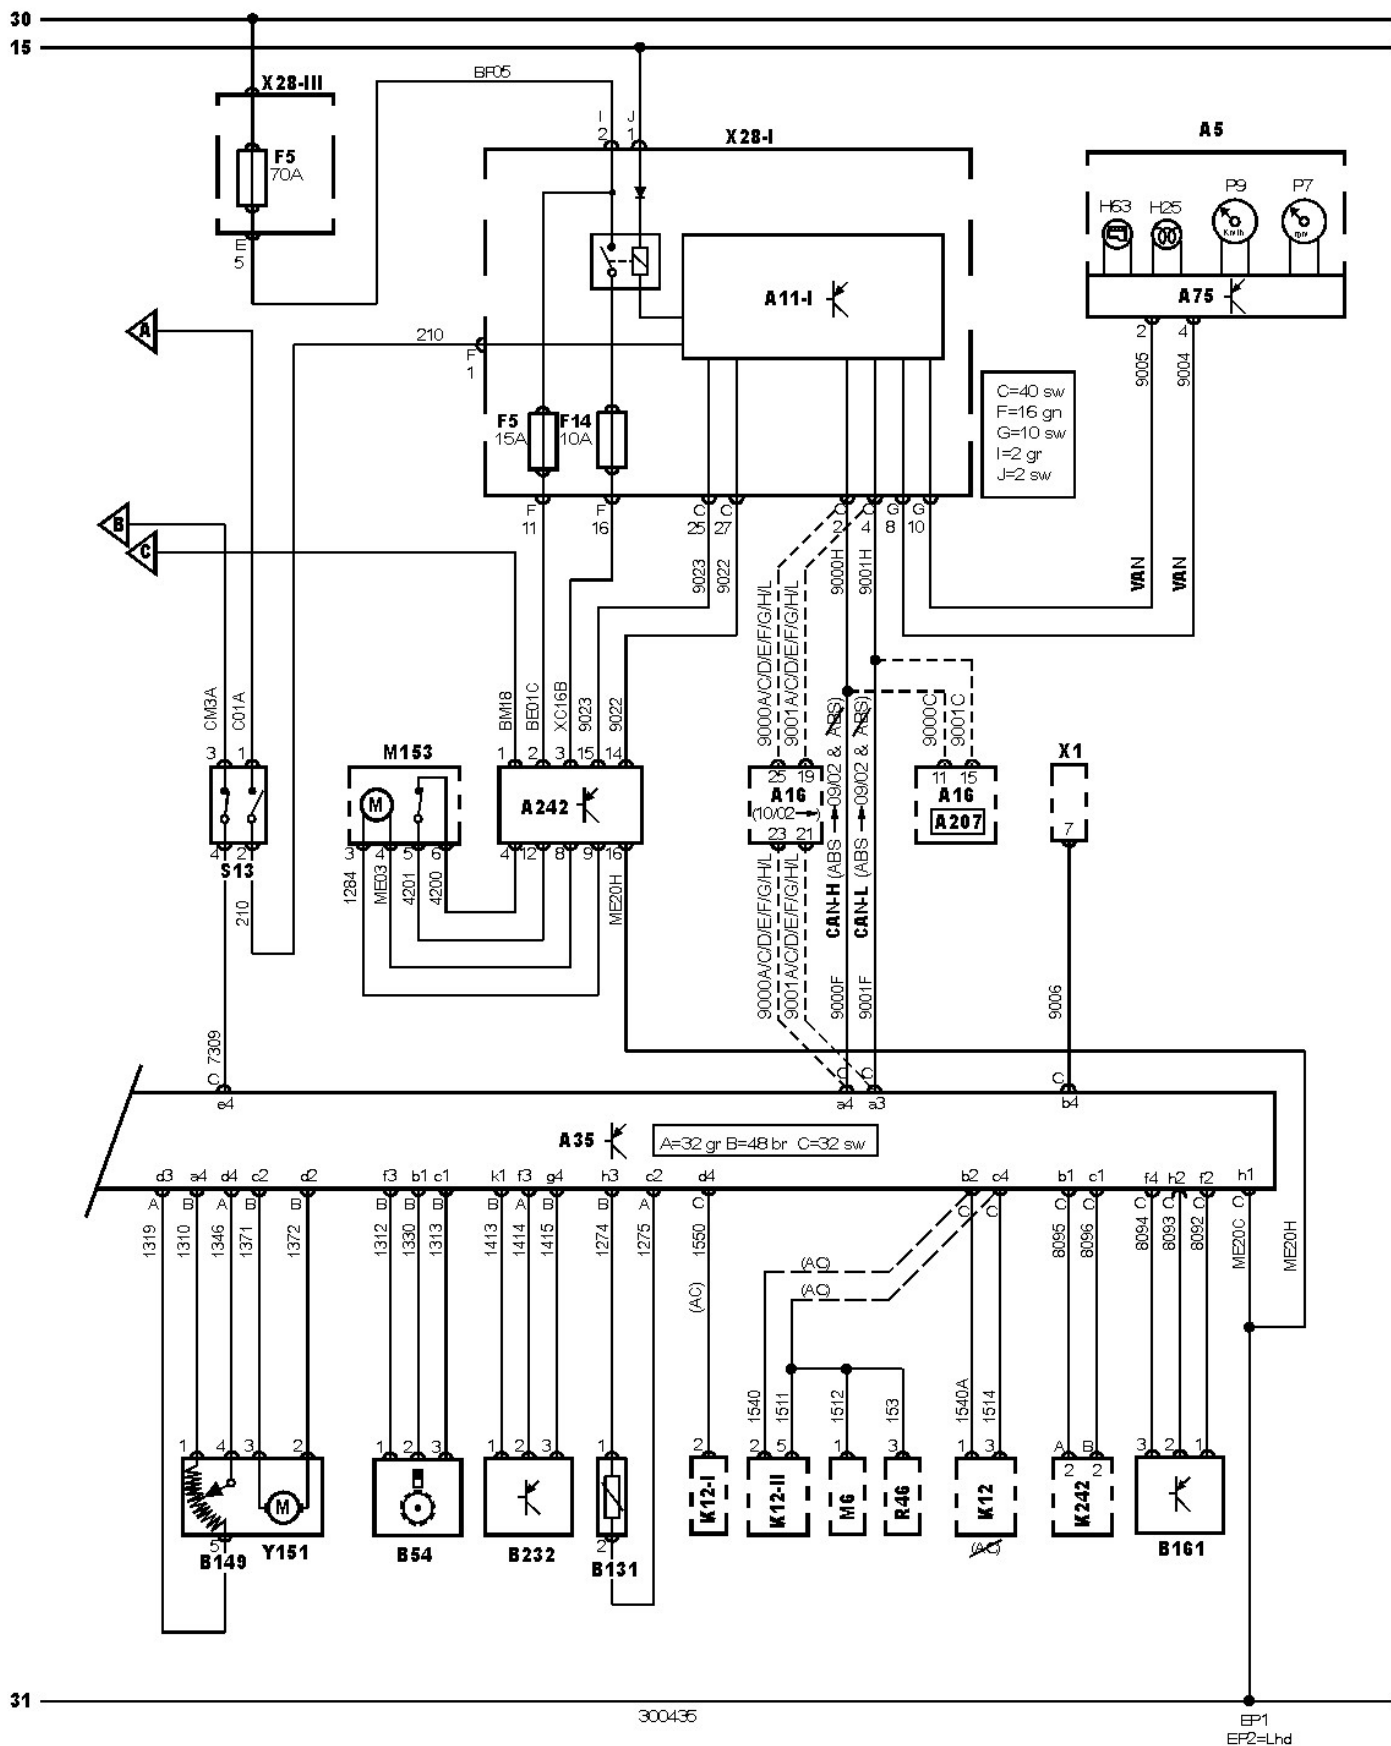 30
15
BF05
X28-III
F5
70A
E
5
I
2
J
1
X28-I
A5
H63
H25
P9
P7
Km/h
rpm
A75
2
4
9005
9004
VAN
VAN
A11-I
A
210
F
1
F5
15A
F14
10A
C=40 sw
F=16 gn
G=10 sw
I=2 gr
J=2 sw
B
C
F
11
F
16
C
25
C
27
C
2
C
4
G
8
G
10
9023
9022
9000H
9001H
9000A/C/D/E/F/G/H/L
9001A/C/D/E/F/G/H/L
CM3A
C01A
BM18
BE01C
XC16B
9023
9022
9000C
9001C
3
1
M153
M
3
4
5
6
1
2
3
15
14
A242
4
12
8
9
16
25
19
A16
(10/02 → )
23
21
11
15
A16
A207
X1
7
4
2
S13
210
7309
1284
ME03
4201
4200
ME20H
9000A/C/D/E/F/G/H/L
9001A/C/D/E/F/G/H/L
CAN-H (ABS → 09/02 & ABS)
CAN-L (ABS → 09/02 & ABS)
9000F
9001F
9006
C
e4
C
a4
C
a3
C
b4
A35
A=32 gr B=48 br C=32 sw
d3
a4
d4
c2
d2
f3
b1
c1
k1
f3
g4
h3
c2
d4
b2
c4
b1
c1
f4
h2
f2
h1
A
B
A
B
B
B
B
B
B
A
B
B
A
C
C
C
C
C
C
C
C
C
1319
1310
1346
1371
1372
1312
1330
1313
1413
1414
1415
1274
1275
1550
(AC)
(AC)
(AC)
8095
8096
8094
8093
8092
ME20C
ME20H
1540
1511
1512
153
1540A
1514
1
4
3
2
1
2
3
1
2
3
1
2
2
5
1
3
1
3
A
2
B
2
3
2
1
M
5
B149
Y151
B54
B232
2
B131
K12-I
K12-II
M6
R46
K12
(AC)
K242
B161
31
300435
EP1
EP2=Lhd